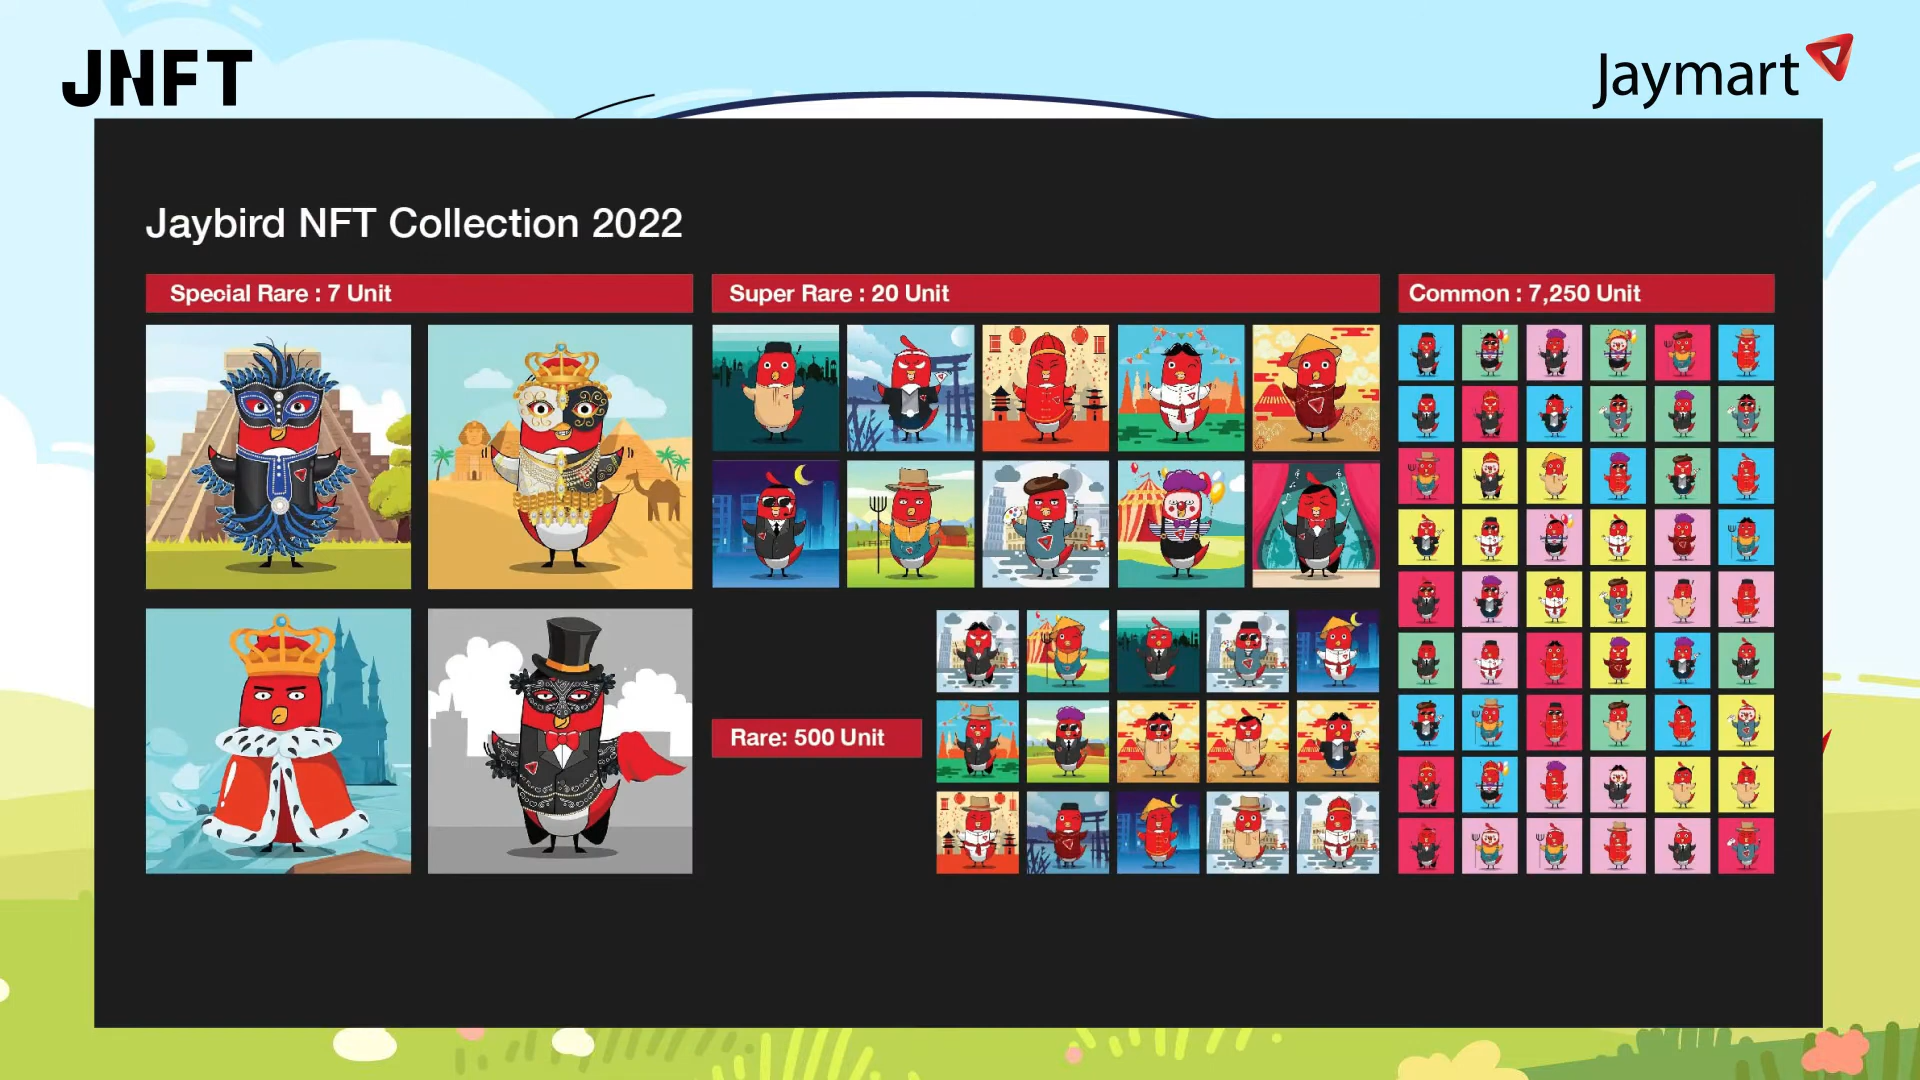 JNFT
Jaymart
Jaybird NFT Collection 2022
Special Rare : 7 Unit
Super Rare : 20 Unit
Common : 7,250 Unit
Rare: 500 Unit